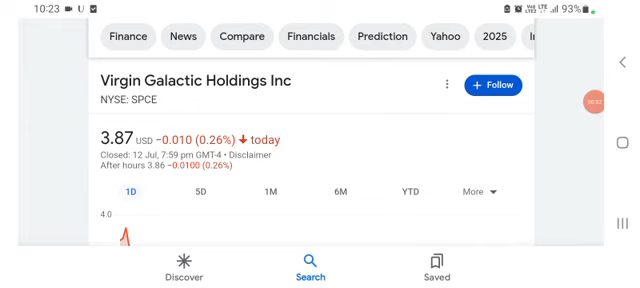 10:23 93%
Finance News Compare Financials Prediction Yahoo 2025
Virgin Galactic Holdings Inc
NYSE: SPCE
+ Follow
3.87 USD −0.010 (0.26%) ↓ today
Closed: 12 Jul, 7:59 pm GMT-4 • Disclaimer
After hours 3.86 −0.0100 (0.26%)
1D 5D 1M 6M YTD More
4.0
Discover Search Saved